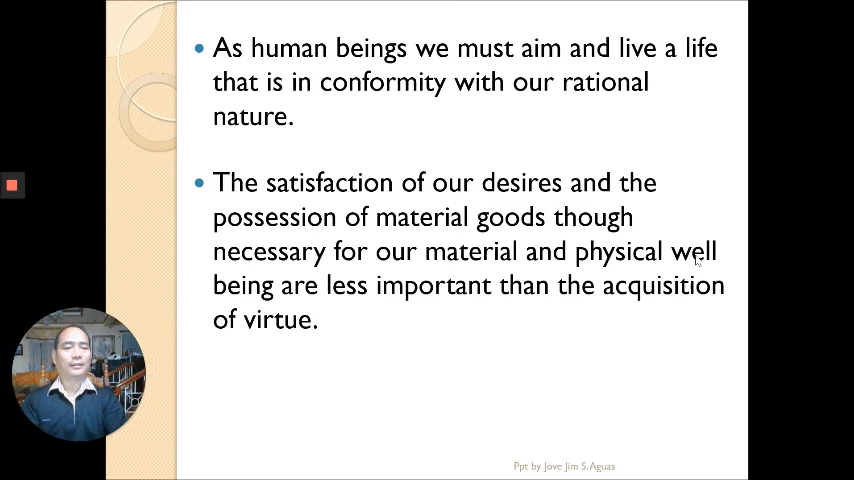 As human beings we must aim and live a life
that is in conformity with our rational
nature.
The satisfaction of our desires and the
possession of material goods though
necessary for our material and physical well
being are less important than the acquisition
of virtue.
Ppt by Jove Jim S. Aguas